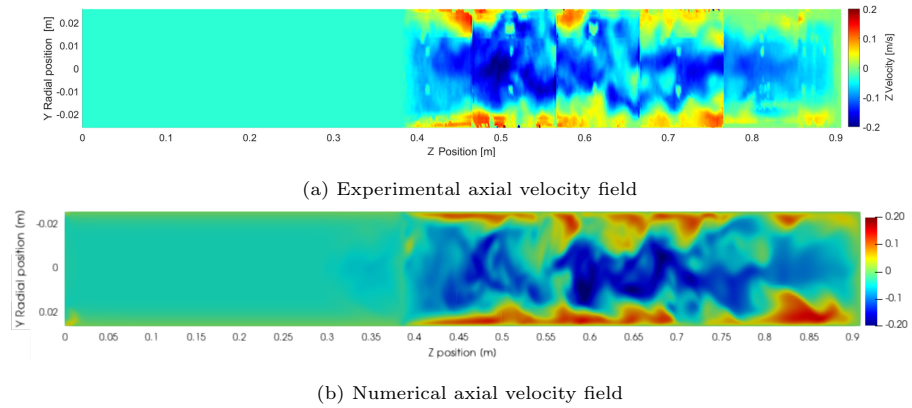 0.02
0.01
0
-0.01
-0.02
Y Radial position [m]
0 0.1 0.2 0.3 0.4 0.5 0.6 0.7 0.8 0.9
Z Position [m]
0.2
0.1
0
-0.1
-0.2
Z Velocity [m/s]
(a) Experimental axial velocity field
-0.02
0
0.02
Y Radial position (m)
0 0.05 0.1 0.15 0.2 0.25 0.3 0.35 0.4 0.45 0.5 0.55 0.6 0.65 0.7 0.75 0.8 0.85 0.9
Z position (m)
0.20
0.10
0.00
-0.10
-0.20
(b) Numerical axial velocity field